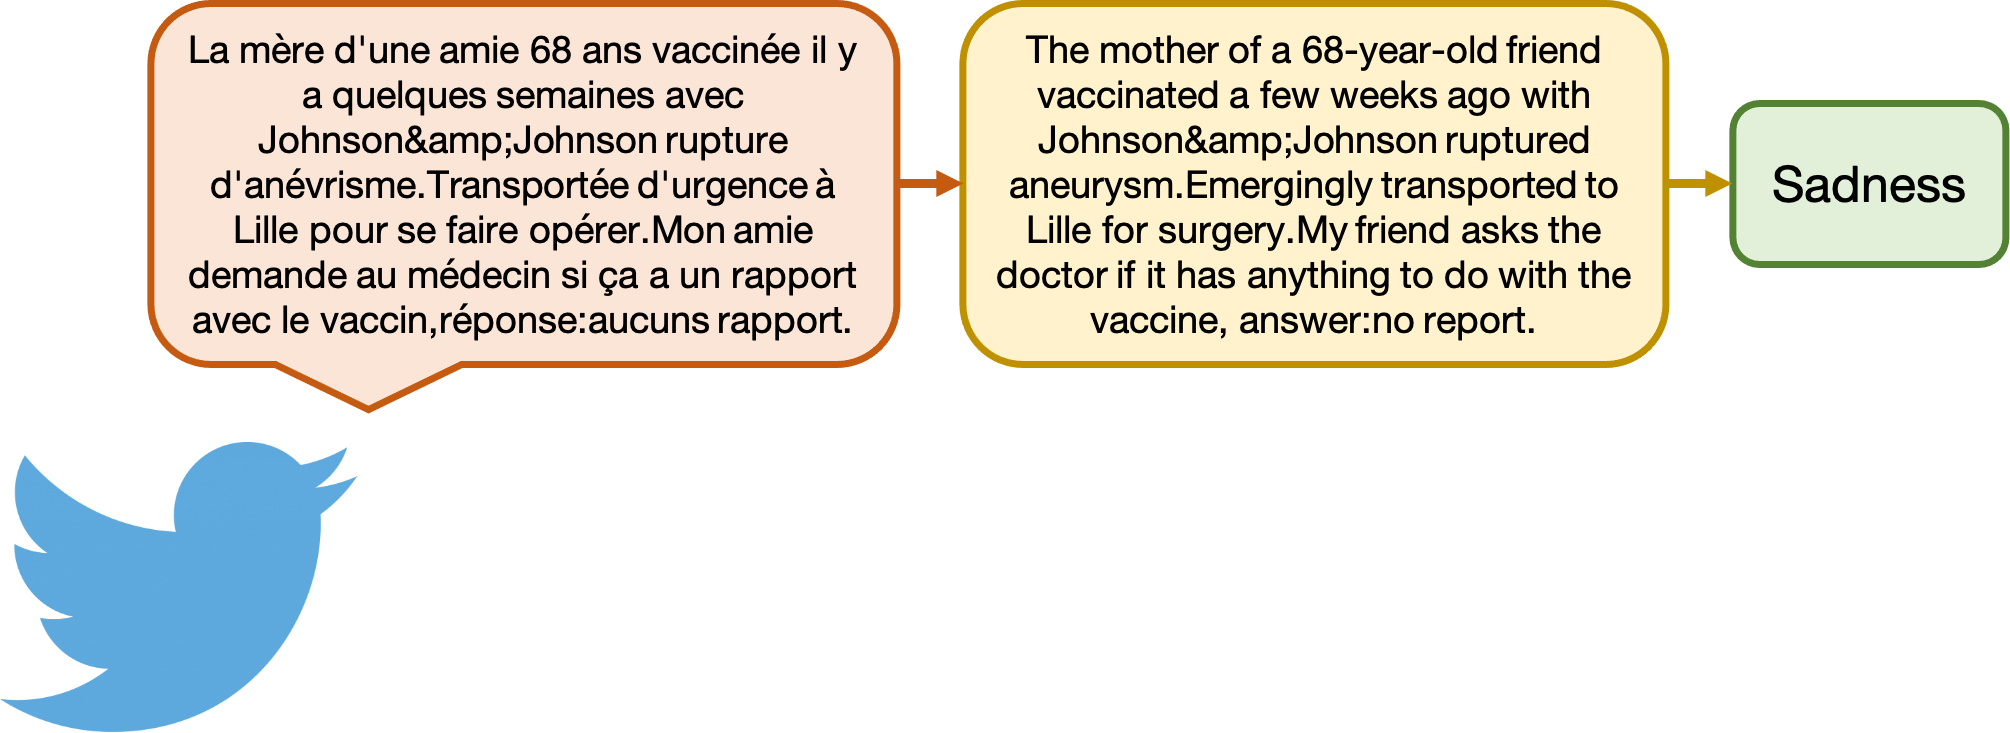 La mère d'une amie 68 ans vaccinée il y
a quelques semaines avec
Johnson&amp;Johnson rupture
d'anévrisme.Transportée d'urgence à
Lille pour se faire opérer.Mon amie
demande au médecin si ça a un rapport
avec le vaccin,réponse:aucuns rapport.
The mother of a 68-year-old friend
vaccinated a few weeks ago with
Johnson&amp;Johnson ruptured
aneurysm.Emergingly transported to
Lille for surgery.My friend asks the
doctor if it has anything to do with the
vaccine, answer:no report.
Sadness